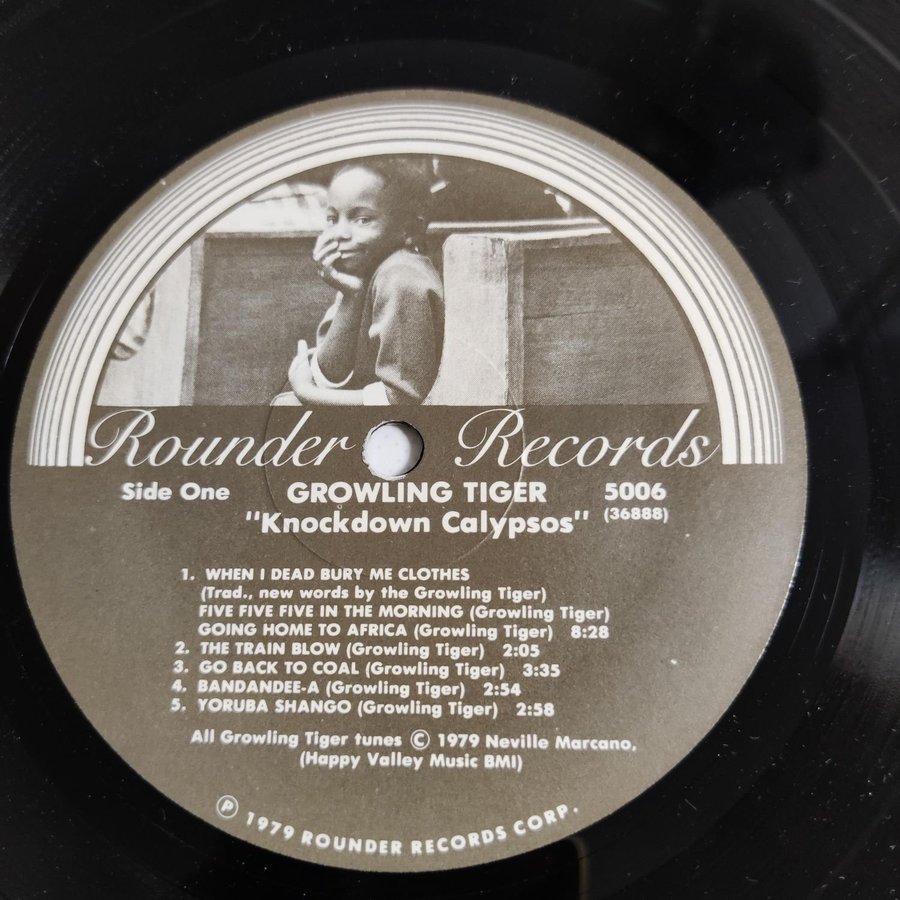 Rounder Records
Side One GROWLING TIGER 5006
"Knockdown Calypsos" (36888)
1. WHEN I DEAD BURY ME CLOTHES
(Trad., new words by the Growling Tiger)
FIVE FIVE FIVE IN THE MORNING (Growling Tiger)
GOING HOME TO AFRICA (Growling Tiger) 8:28
2. THE TRAIN BLOW (Growling Tiger) 2:05
3. GO BACK TO COAL (Growling Tiger) 3:35
4. BANDANDEE-A (Growling Tiger) 2:54
5. YORUBA SHANGO (Growling Tiger) 2:58
All Growling Tiger tunes © 1979 Neville Marcano,
(Happy Valley Music BMI)
℗ 1979 ROUNDER RECORDS CORP.